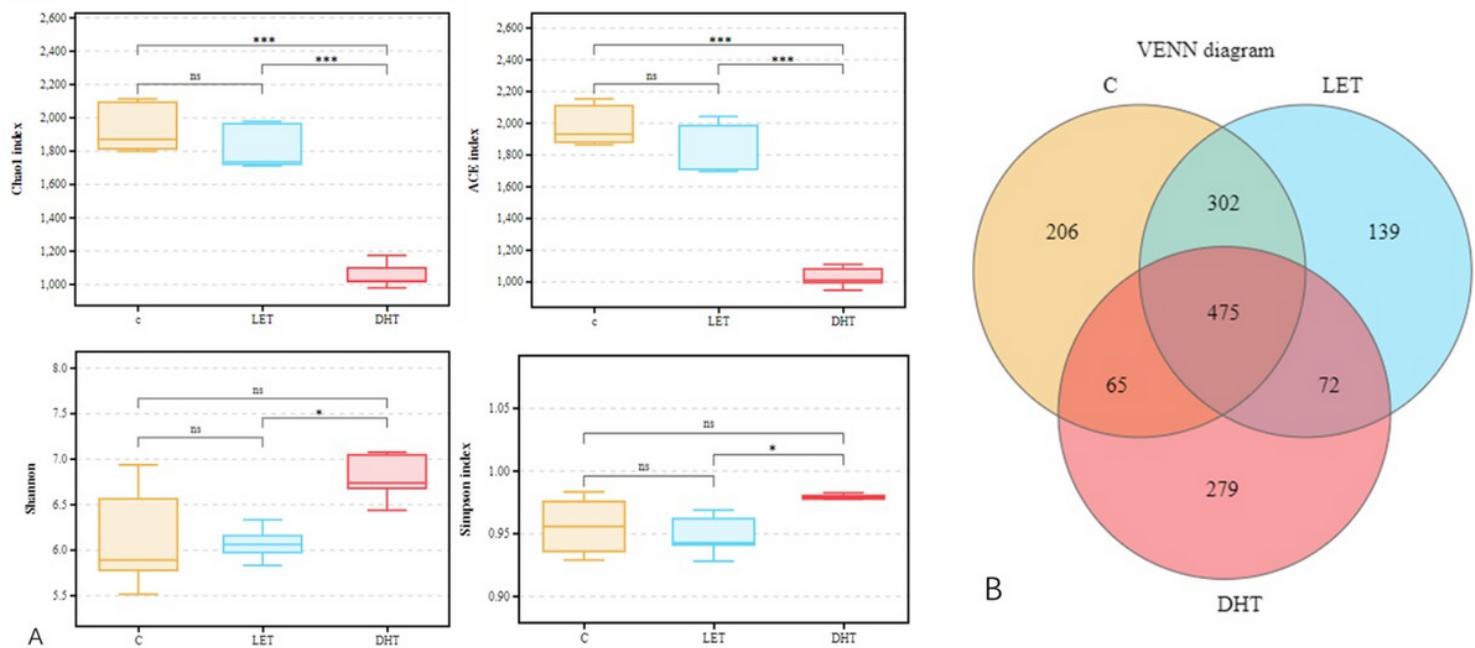 2,600
2,400
2,200
2,000
1,800
1,600
1,400
1,200
1,000
Chao1 index
***
***
ns
c
LET
DHT
2,600
2,400
2,200
2,000
1,800
1,600
1,400
1,200
1,000
ACE index
***
***
ns
c
LET
DHT
8.0
7.5
7.0
6.5
6.0
5.5
Shannon
ns
*
ns
C
LET
DHT
A
1.05
1.00
0.95
0.90
Simpson index
ns
*
ns
C
LET
DHT
VENN diagram
C
LET
302
206
139
475
65
72
279
B
DHT